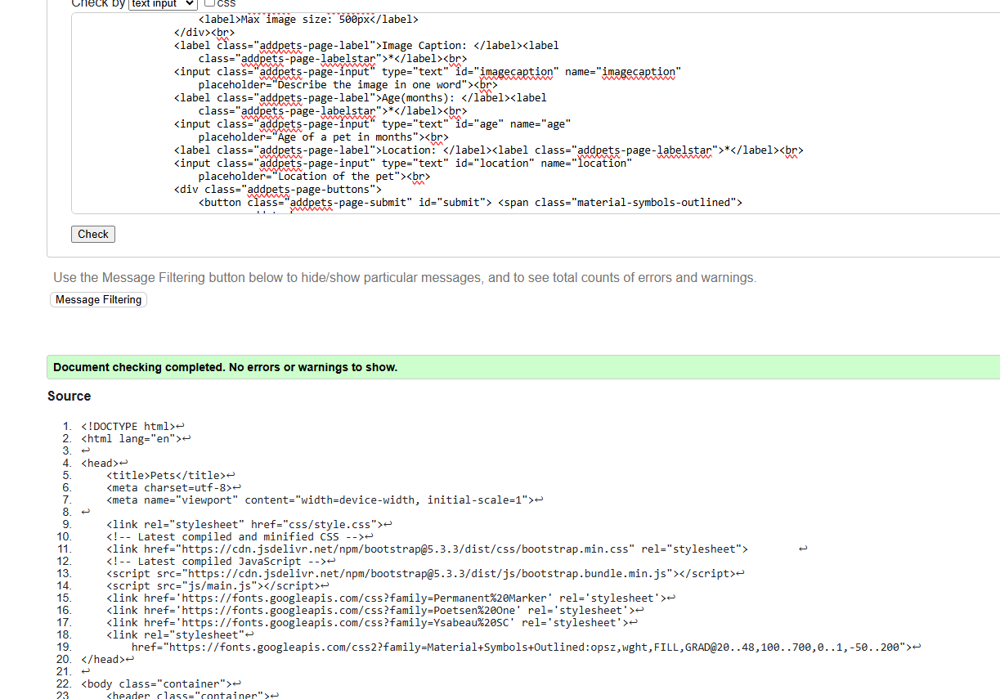 Check by text input css
<label>Max image size: 500px</label>
</div><br>
<label class="addpets-page-label">Image Caption: </label><label
class="addpets-page-labelstar">*</label><br>
<input class="addpets-page-input" type="text" id="imagecaption" name="imagecaption"
placeholder="Describe the image in one word"><br>
<label class="addpets-page-label">Age(months): </label><label
class="addpets-page-labelstar">*</label><br>
<input class="addpets-page-input" type="text" id="age" name="age"
placeholder="Age of a pet in months"><br>
<label class="addpets-page-label">Location: </label><label class="addpets-page-labelstar">*</label><br>
<input class="addpets-page-input" type="text" id="location" name="location"
placeholder="Location of the pet"><br>
<div class="addpets-page-buttons">
<button class="addpets-page-submit" id="submit"> <span class="material-symbols-outlined">
Check
Use the Message Filtering button below to hide/show particular messages, and to see total counts of errors and warnings.
Message Filtering
Document checking completed. No errors or warnings to show.
Source
1. <!DOCTYPE html>↩
2. <html lang="en">↩
3. ↩
4. <head>↩
5. <title>Pets</title>↩
6. <meta charset=utf-8>↩
7. <meta name="viewport" content="width=device-width, initial-scale=1">↩
8. ↩
9. <link rel="stylesheet" href="css/style.css">↩
10. <!-- Latest compiled and minified CSS -->↩
11. <link href="https://cdn.jsdelivr.net/npm/bootstrap@5.3.3/dist/css/bootstrap.min.css" rel="stylesheet"> ↩
12. <!-- Latest compiled JavaScript -->↩
13. <script src="https://cdn.jsdelivr.net/npm/bootstrap@5.3.3/dist/js/bootstrap.bundle.min.js"></script>↩
14. <script src="js/main.js"></script>↩
15. <link href='https://fonts.googleapis.com/css?family=Permanent%20Marker' rel='stylesheet'>↩
16. <link href='https://fonts.googleapis.com/css?family=Poetsen%20One' rel='stylesheet'>↩
17. <link href='https://fonts.googleapis.com/css?family=Ysabeau%20SC' rel='stylesheet'>↩
18. <link rel="stylesheet"↩
19. href="https://fonts.googleapis.com/css2?family=Material+Symbols+Outlined:opsz,wght,FILL,GRAD@20..48,100..700,0..1,-50..200">↩
20. </head>↩
21. ↩
22. <body class="container">↩
23. <header class="container">↩